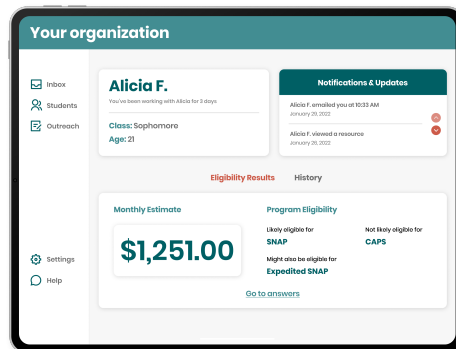 Your organization
Inbox
Students
Outreach
Settings
Help
Alicia F.
You've been working with Alicia for 3 days
Class: Sophomore
Age: 21
Notifications & Updates
Alicia F. emailed you at 10:33 AM
January 29, 2022
Alicia F. viewed a resource
January 26, 2022
Eligibility Results History
Monthly Estimate
$1,251.00
Program Eligibility
Likely eligible for
SNAP
Not likely eligible for
CAPS
Might also be eligible for
Expedited SNAP
Go to answers